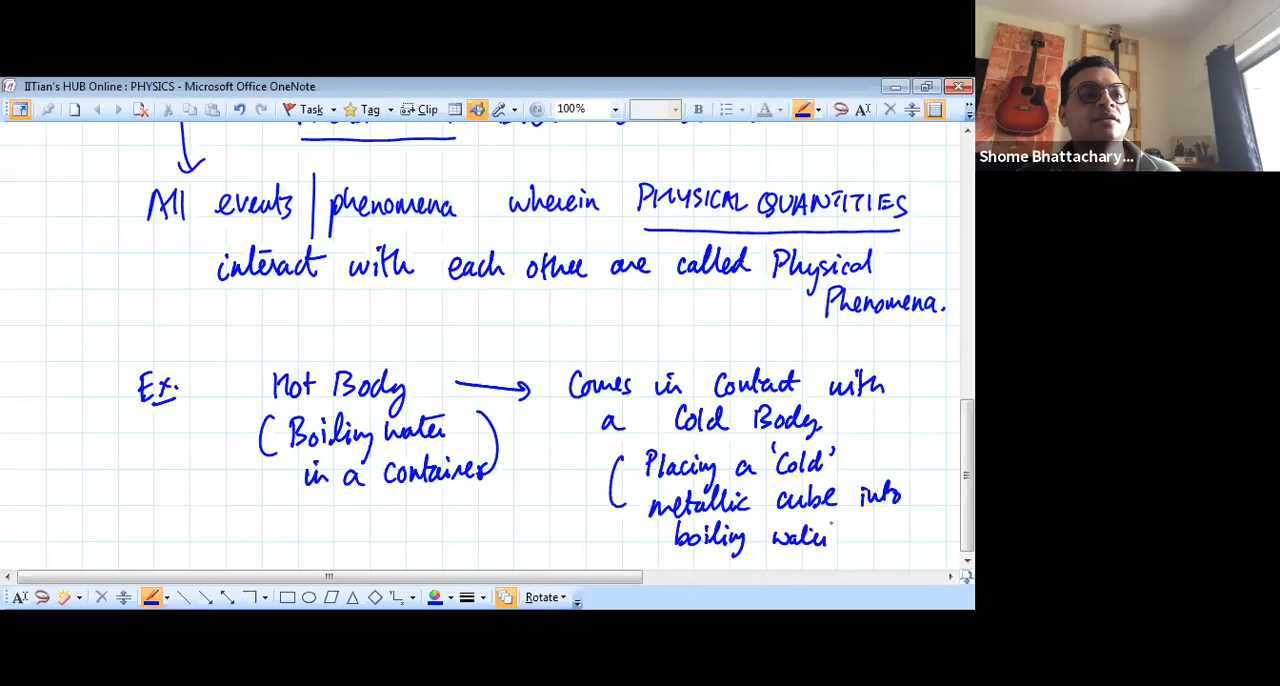 IITian's HUB Online : PHYSICS - Microsoft Office OneNote
Task Tag Clip 100% B A
Shome Bhattachary...
All events | phenomena wherein PHYSICAL QUANTITIES
interact with each other are called Physical
Phenomena.
Ex. Hot Body → Comes in Contact with
a Cold Body
(Boiling water
in a container)
(Placing a 'Cold'
metallic cube into
boiling water
Rotate